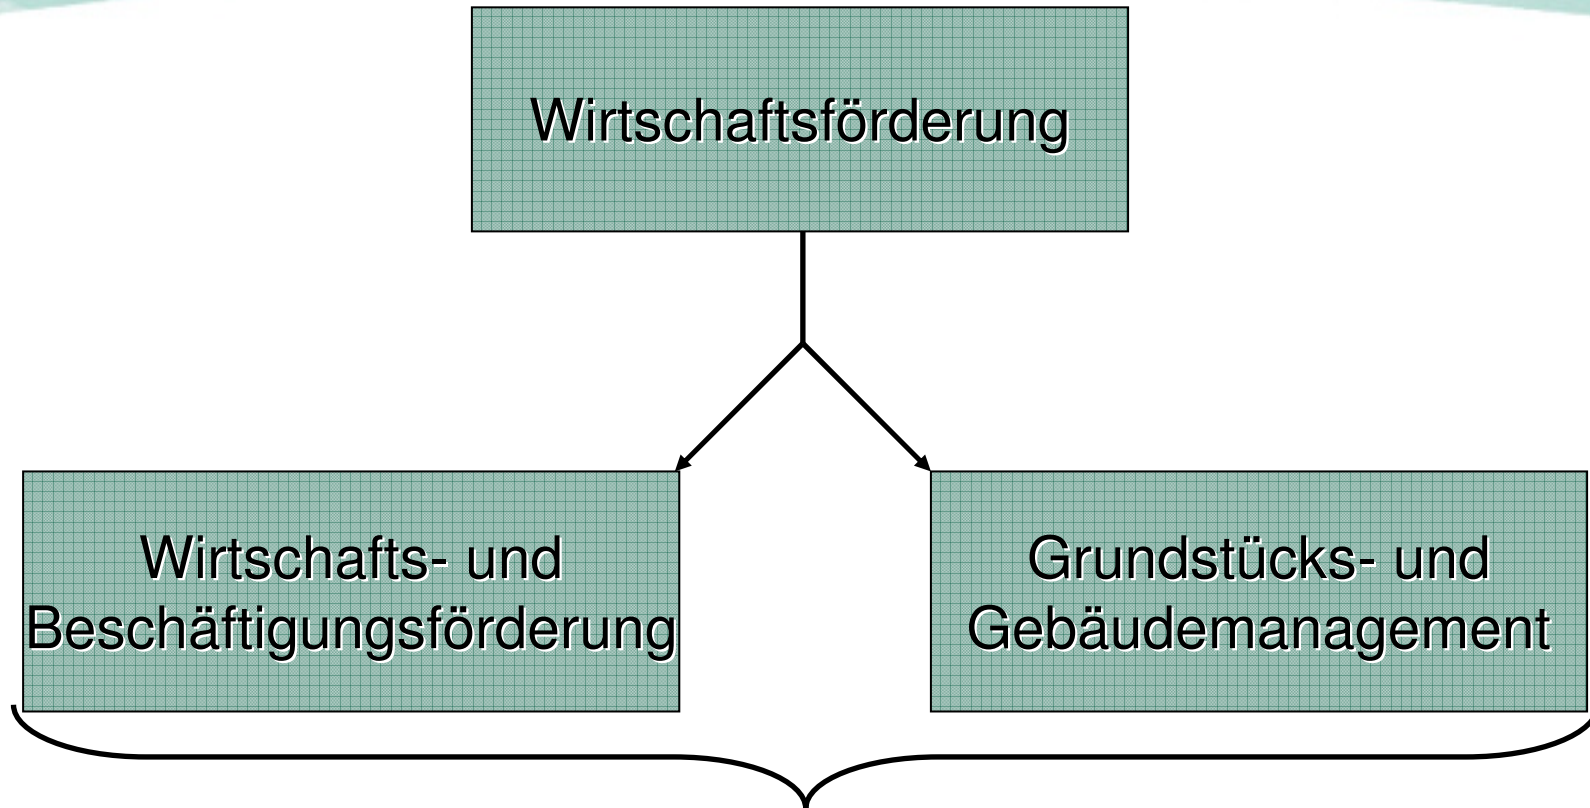 Wirtschaftsförderung
Wirtschafts- und
Beschäftigungsförderung
Grundstücks- und
Gebäudemanagement